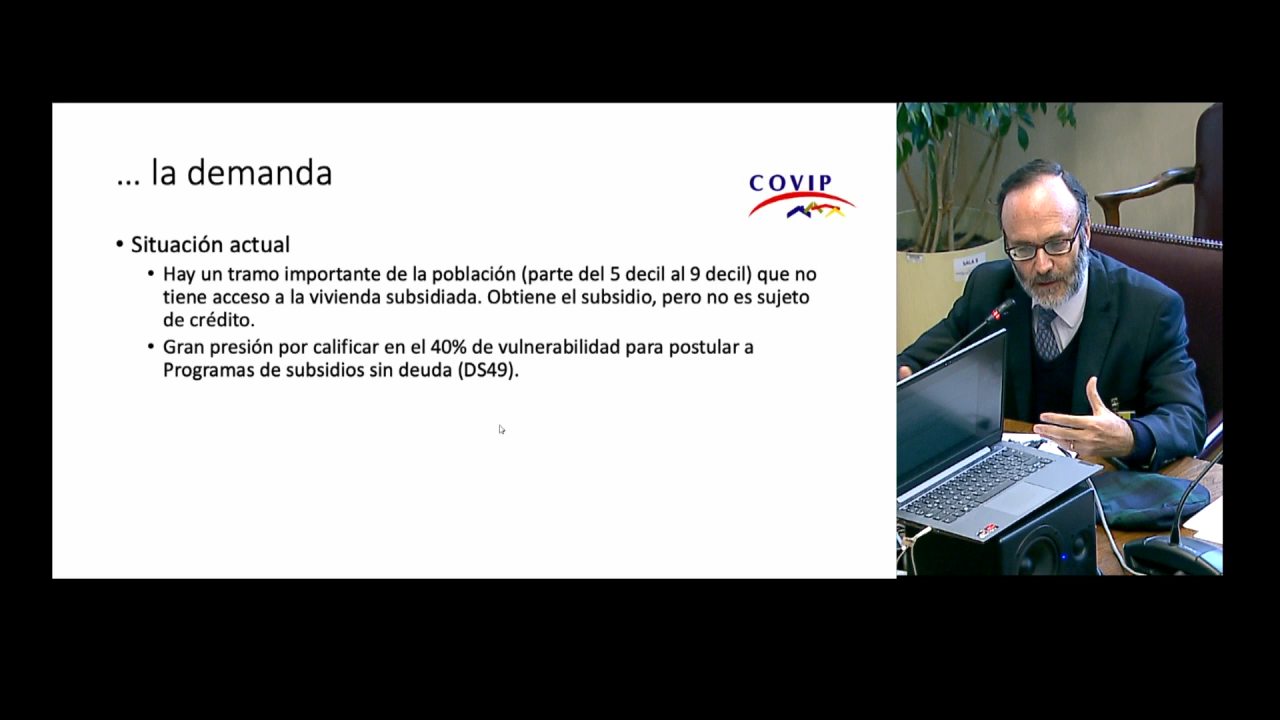 ... la demanda
COVIP
• Situación actual
• Hay un tramo importante de la población (parte del 5 decil al 9 decil) que no
tiene acceso a la vivienda subsidiada. Obtiene el subsidio, pero no es sujeto
de crédito.
• Gran presión por calificar en el 40% de vulnerabilidad para postular a
Programas de subsidios sin deuda (DS49).
SALA 9